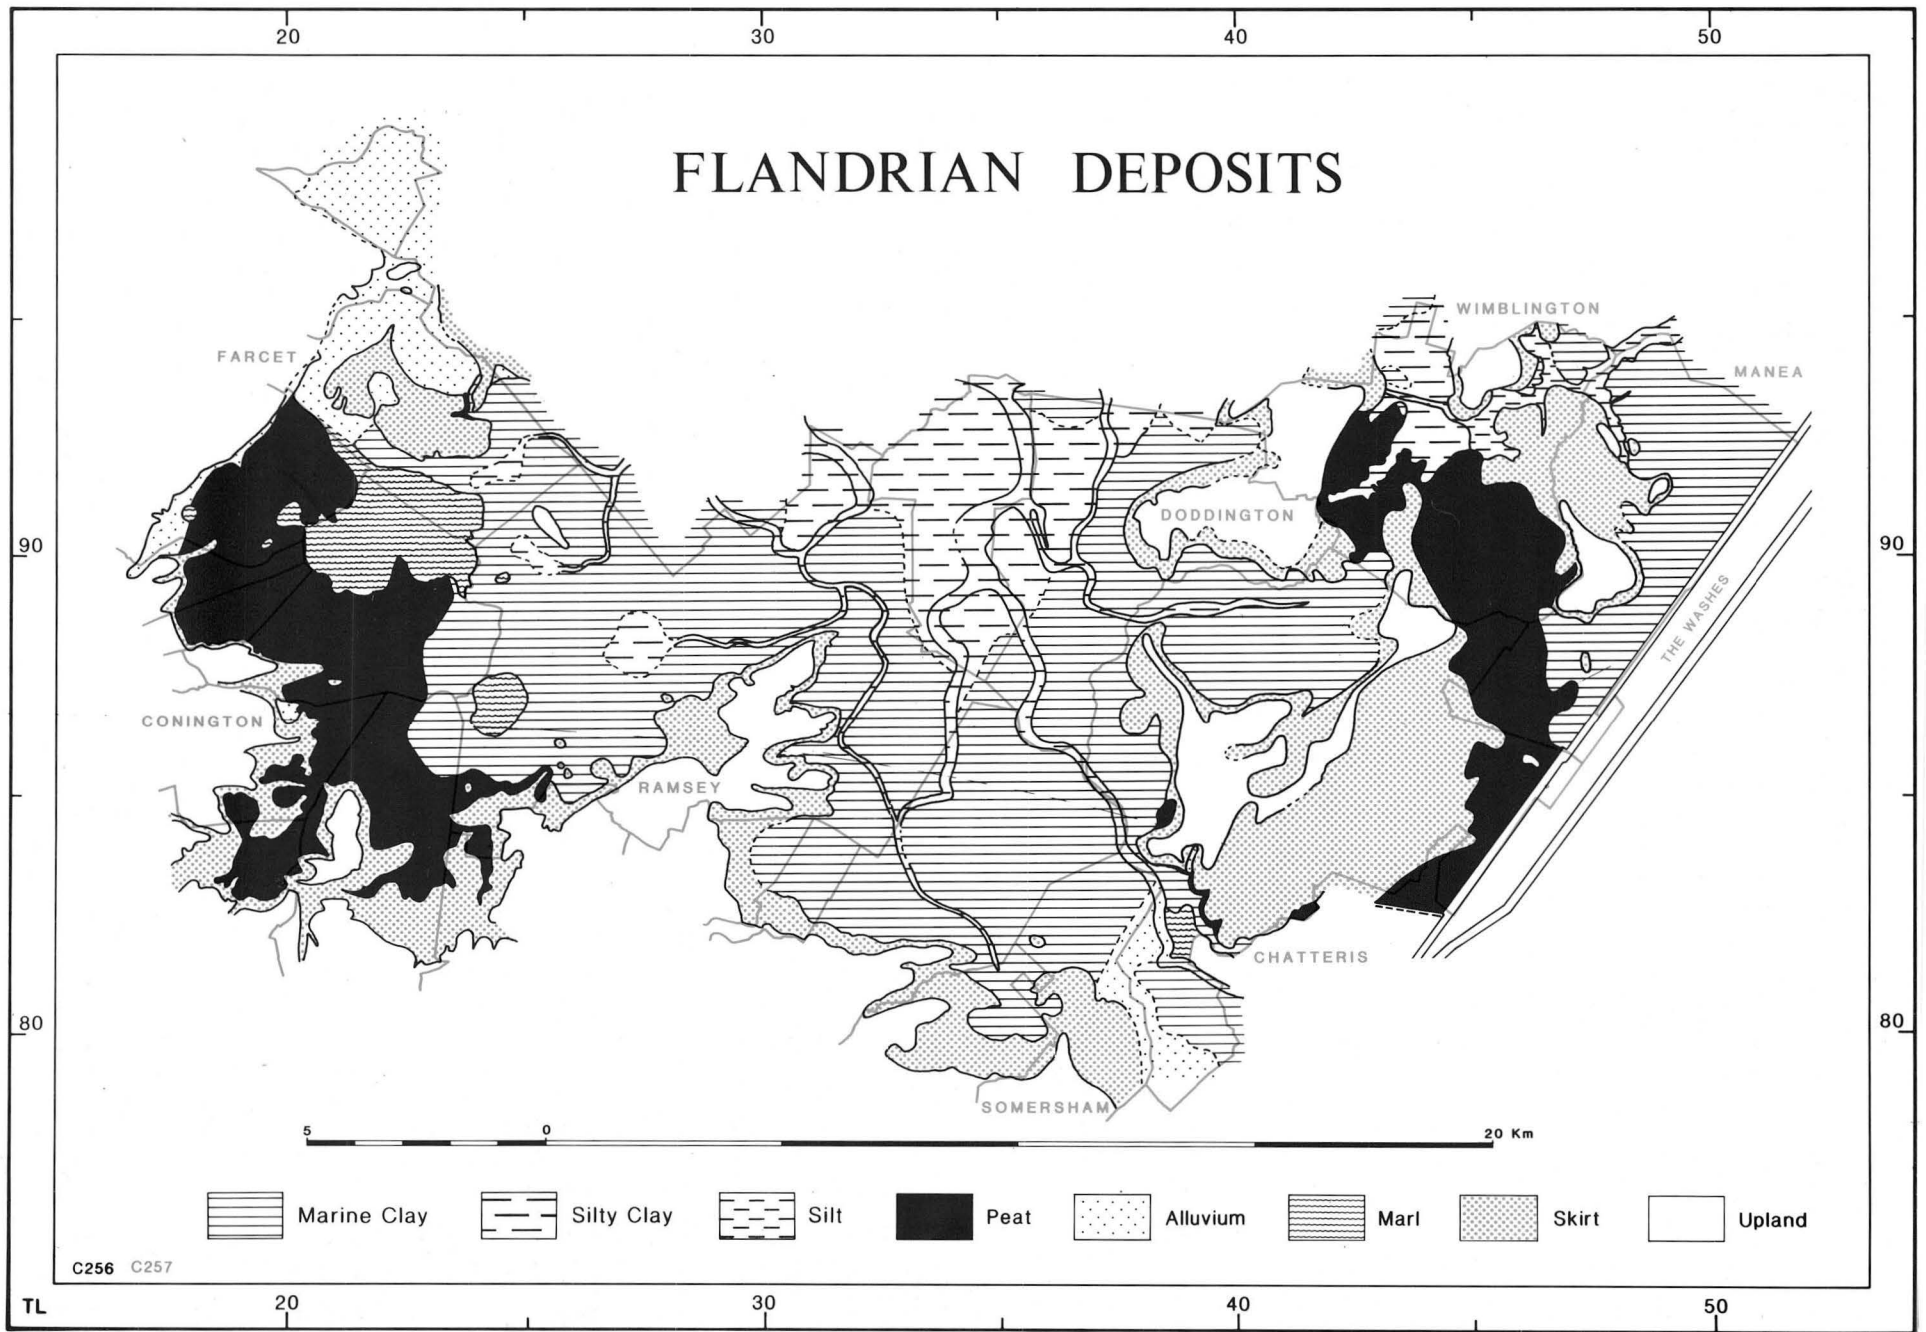 20 30 40 50
FLANDRIAN DEPOSITS
WIMBLINGTON
FARCET
MANEA
DODDINGTON
90 90
THE WASHES
CONINGTON
RAMSEY
CHATTERIS
80 80
SOMERSHAM
5 0 20 Km
Marine Clay Silty Clay Silt Peat Alluvium Marl Skirt Upland
C256 C257
TL 20 30 40 50